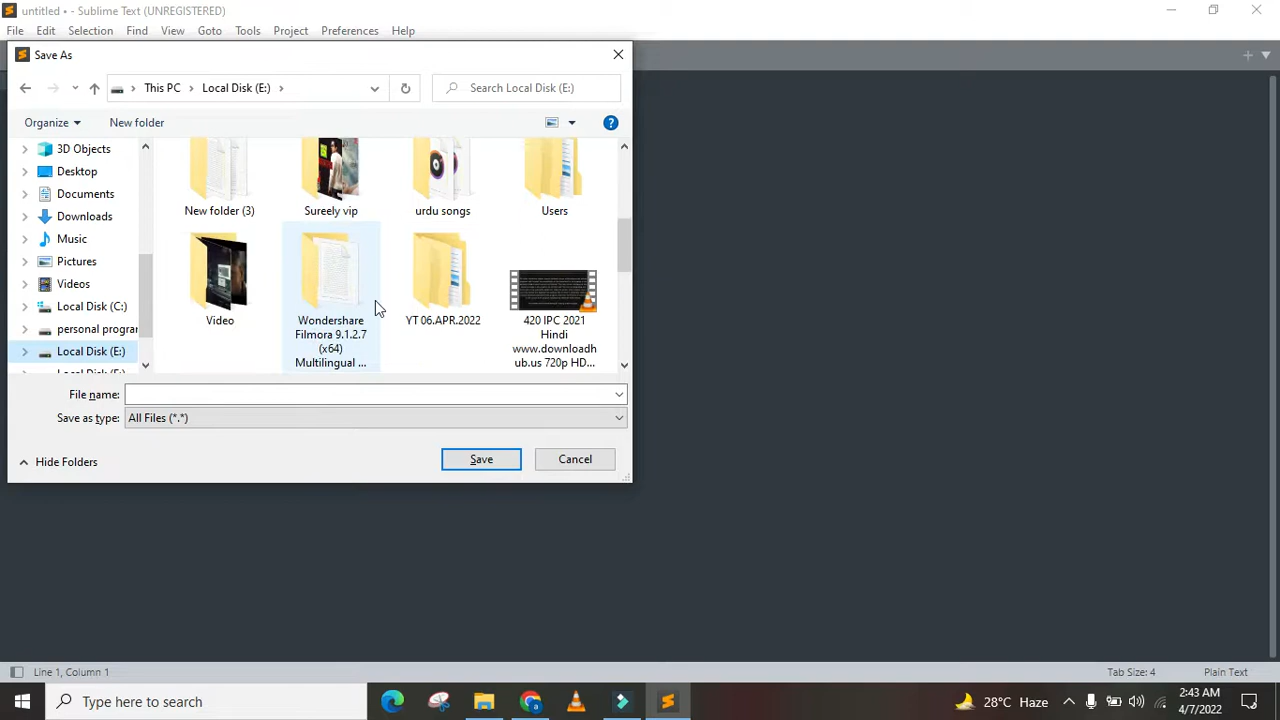 untitled • - Sublime Text (UNREGISTERED)
File Edit Selection Find View Goto Tools Project Preferences Help
Save As
This PC > Local Disk (E:) >
Search Local Disk (E:)
Organize
New folder
3D Objects
Desktop
Documents
Downloads
Music
Pictures
Videos
Local Disk (C:)
personal progran
Local Disk (E:)
New folder (3)
Sureely vip
urdu songs
Users
Video
Wondershare
Filmora 9.1.2.7
(x64)
Multilingual ...
YT 06.APR.2022
420 IPC 2021
Hindi
www.downloadh
ub.us 720p HD...
File name:
Save as type: All Files (*.*)
Hide Folders
Save
Cancel
Line 1, Column 1
Tab Size: 4
Plain Text
Type here to search
28°C Haze
2:43 AM
4/7/2022